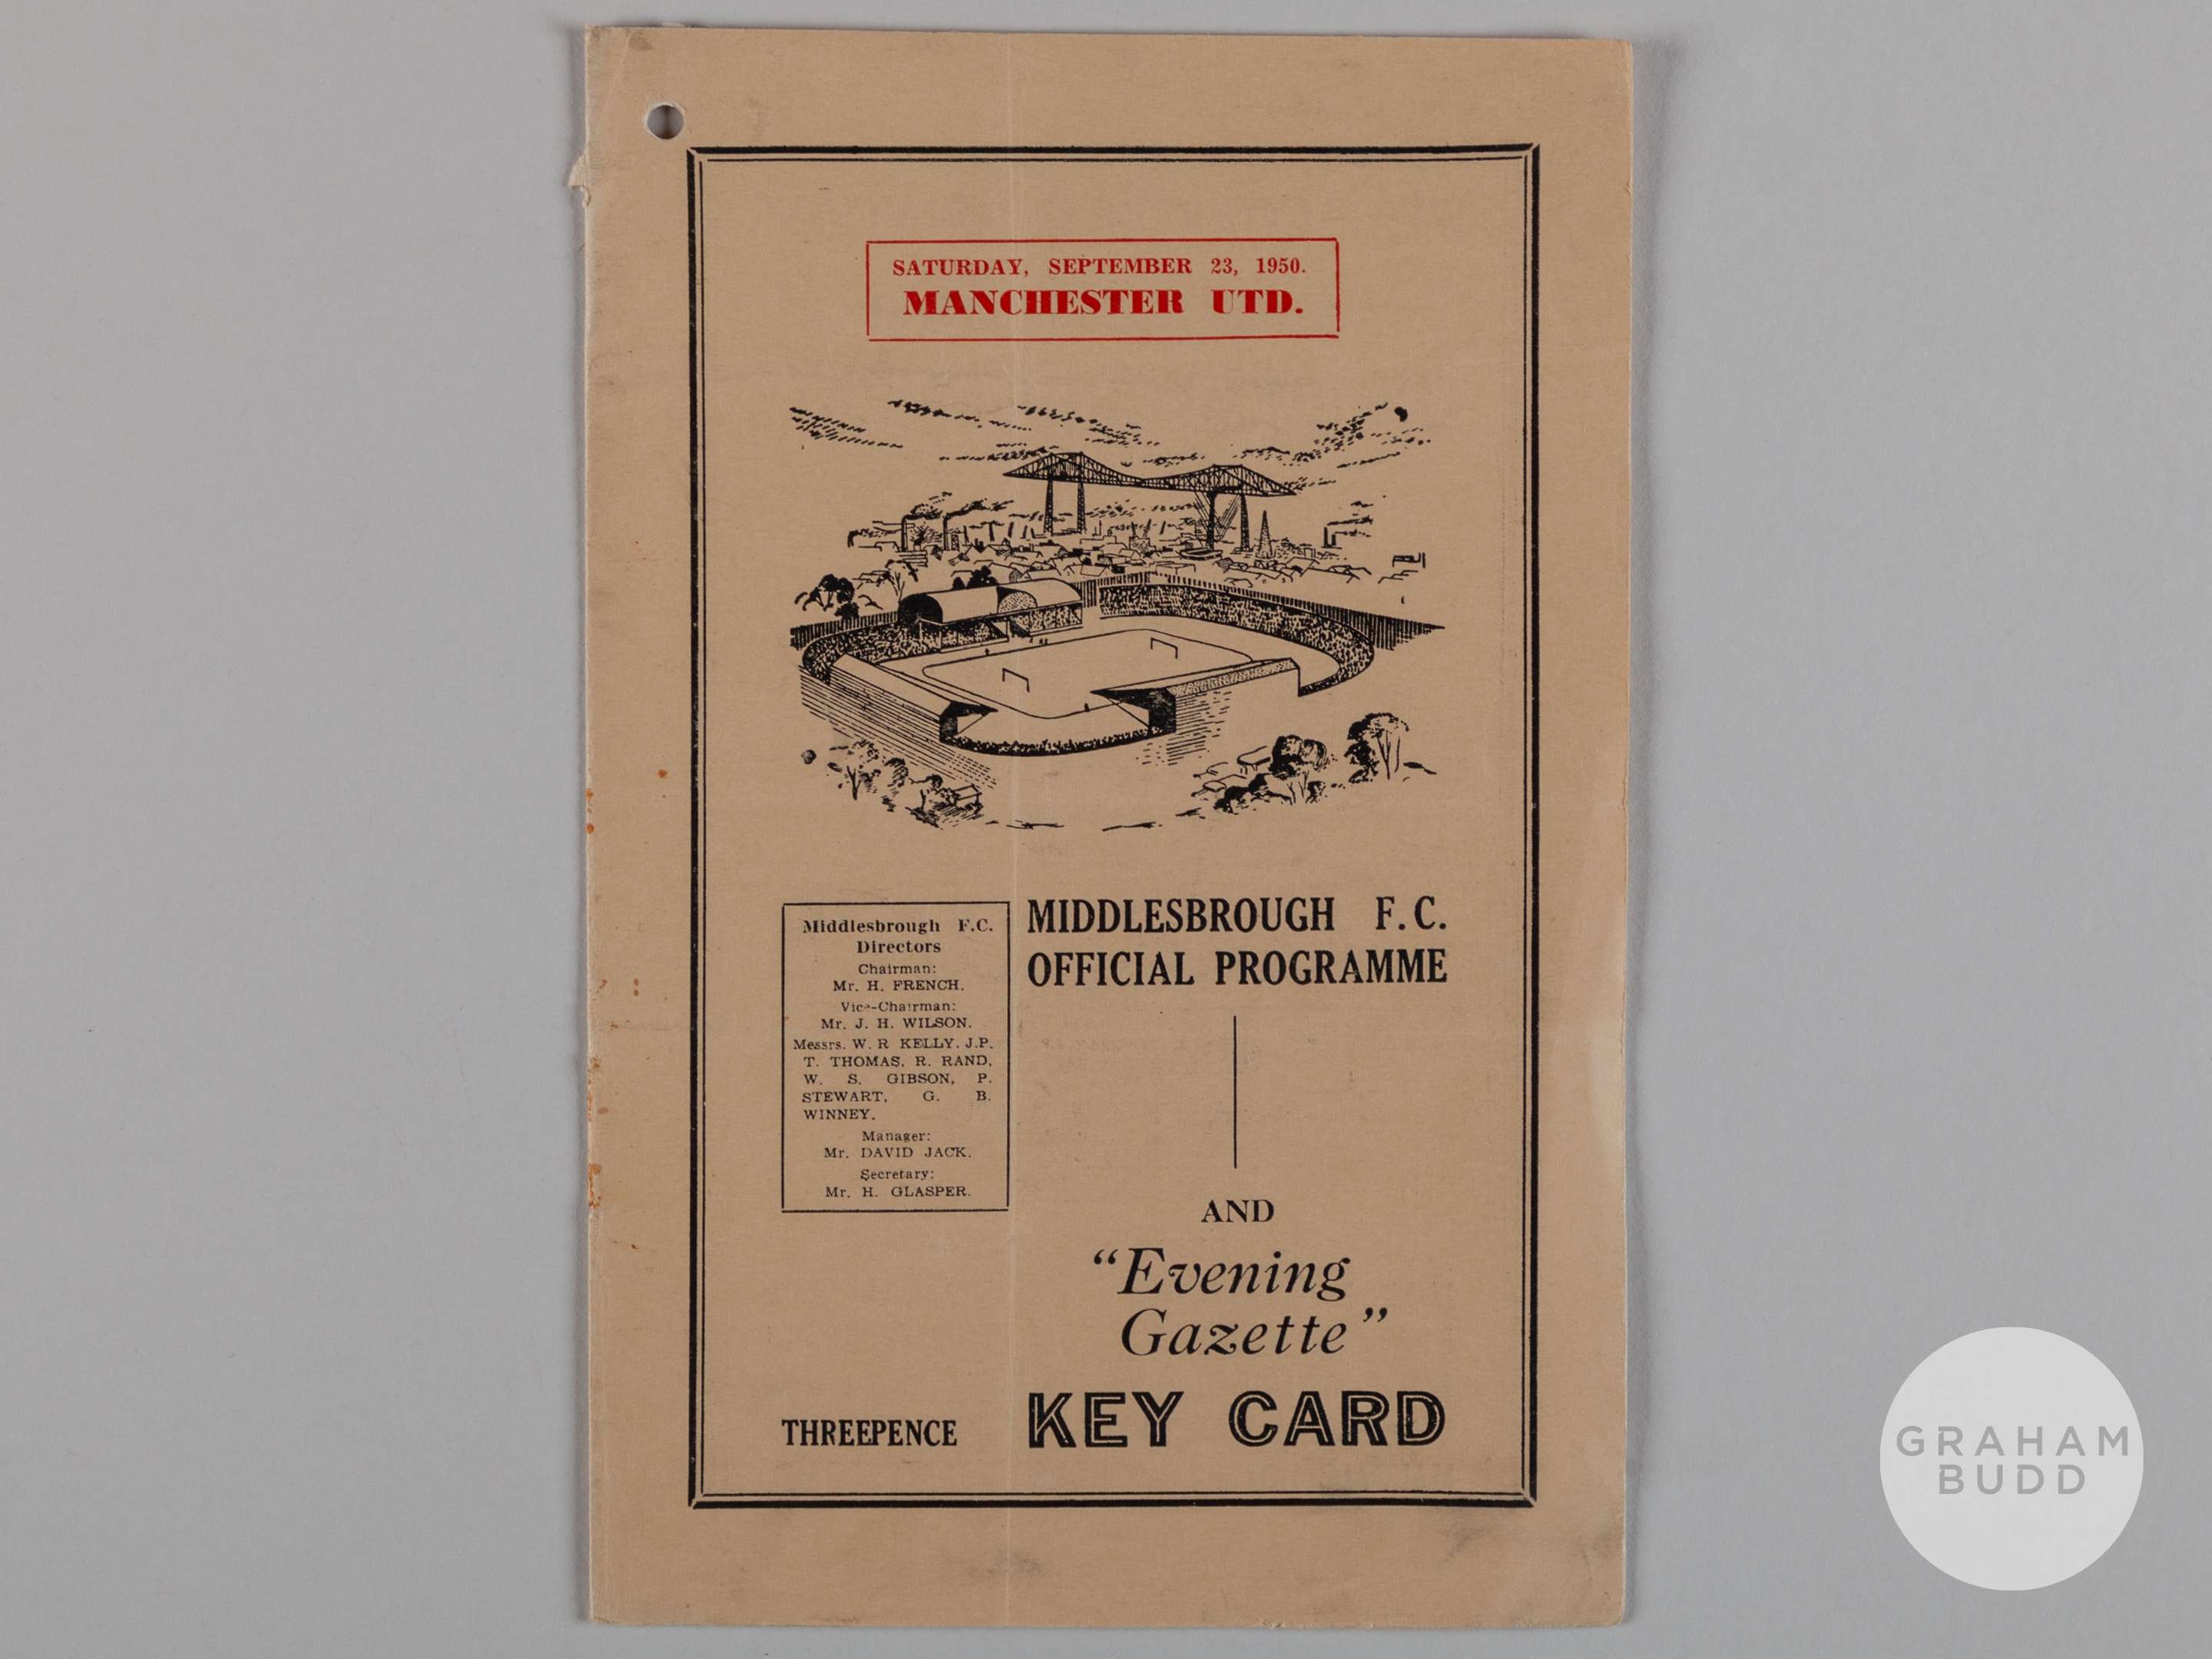 SATURDAY, SEPTEMBER 23, 1950.
MANCHESTER UTD.
Middlesbrough F.C.
Directors
Chairman:
Mr. H. FRENCH.
Vice-Chairman:
Mr. J. H. WILSON.
Messrs. W. R KELLY, J.P.
T. THOMAS, R. RAND,
W. S. GIBSON, P.
STEWART, G. B.
WINNEY.
Manager:
Mr. DAVID JACK.
Secretary:
Mr. H. GLASPER.
MIDDLESBROUGH F.C.
OFFICIAL PROGRAMME
AND
"Evening
Gazette"
THREEPENCE
KEY CARD
GRAHAM
BUDD